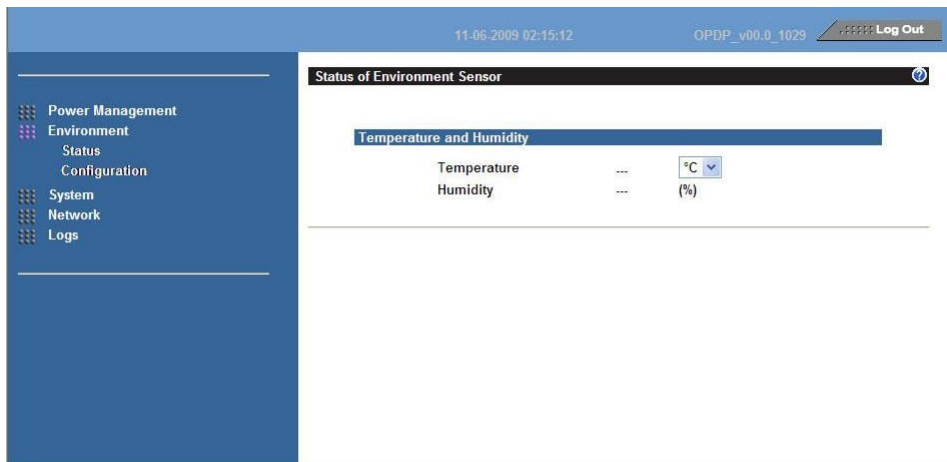 11-06-2009 02:15:12
OPDP_v00.0_1029
Log Out
Power Management
Environment
Status
Configuration
System
Network
Logs
Status of Environment Sensor
?
Temperature and Humidity
Temperature --- °C
Humidity --- (%)